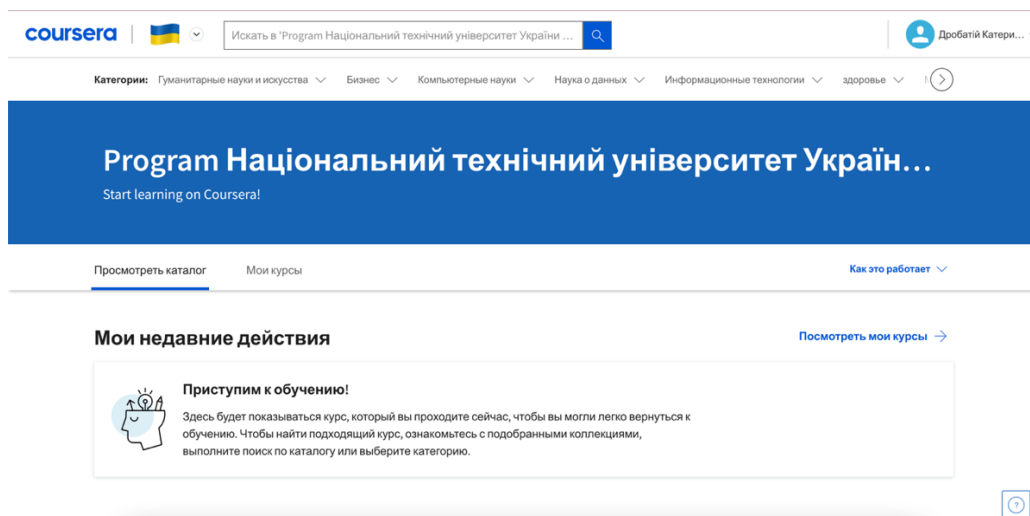 coursera
Искать в 'Program Національний технічний університет України ...
Дробатій Катери...
Категории: Гуманитарные науки и искусства Бизнес Компьютерные науки Наука о данных Информационные технологии здоровье
Program Національний технічний університет Україн...
Start learning on Coursera!
Просмотреть каталог Мои курсы Как это работает
Мои недавние действия Посмотреть мои курсы →
Приступим к обучению!
Здесь будет показываться курс, который вы проходите сейчас, чтобы вы могли легко вернуться к
обучению. Чтобы найти подходящий курс, ознакомьтесь с подобранными коллекциями,
выполните поиск по каталогу или выберите категорию.
?